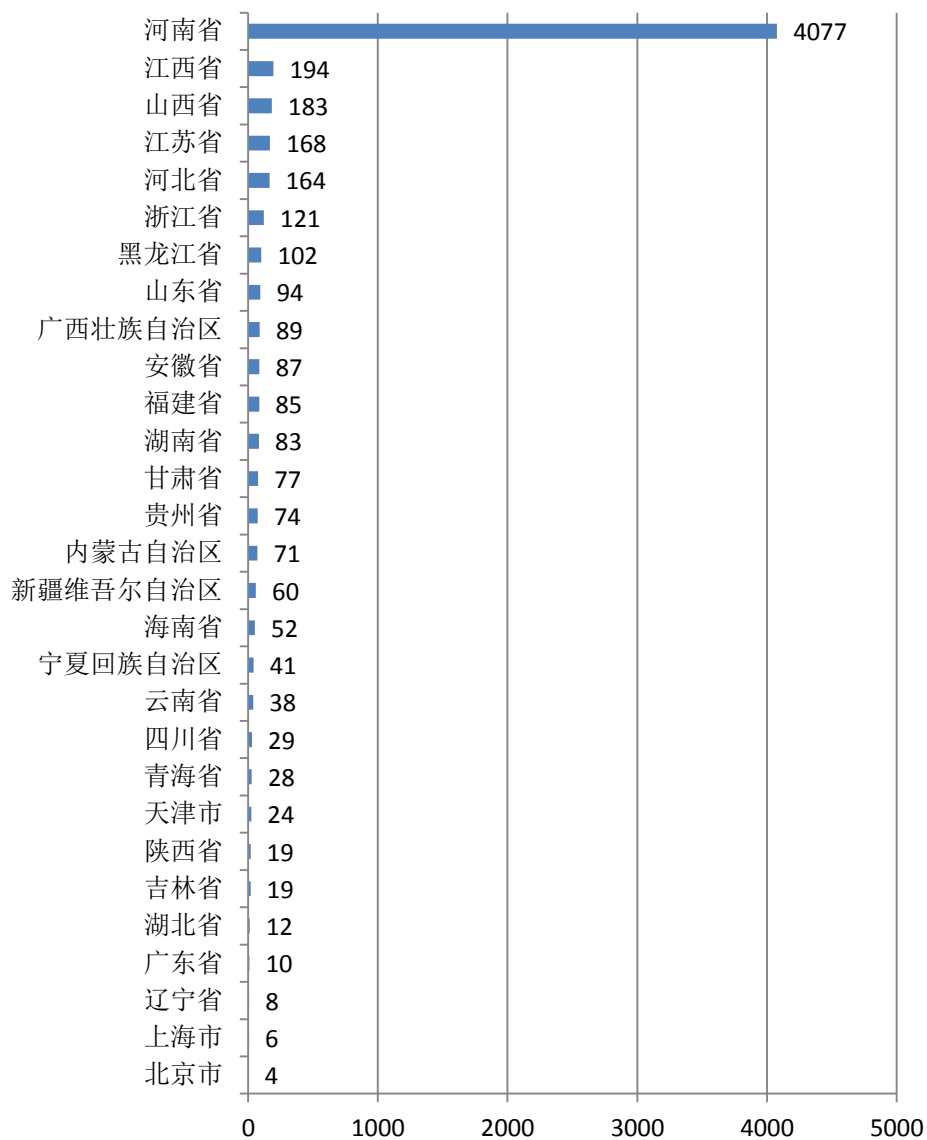 河南省 4077
江西省 194
山西省 183
江苏省 168
河北省 164
浙江省 121
黑龙江省 102
山东省 94
广西壮族自治区 89
安徽省 87
福建省 85
湖南省 83
甘肃省 77
贵州省 74
内蒙古自治区 71
新疆维吾尔自治区 60
海南省 52
宁夏回族自治区 41
云南省 38
四川省 29
青海省 28
天津市 24
陕西省 19
吉林省 19
湖北省 12
广东省 10
辽宁省 8
上海市 6
北京市 4
0 1000 2000 3000 4000 5000